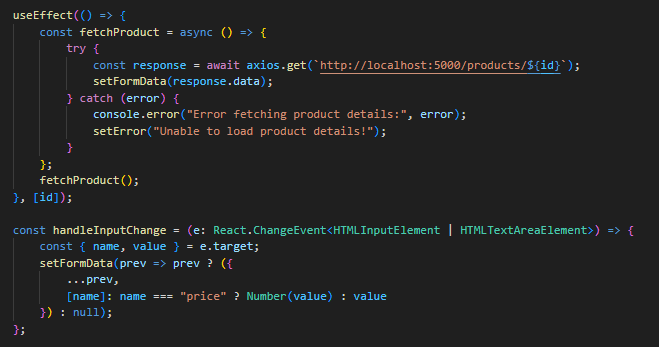 useEffect(() => {
    const fetchProduct = async () => {
        try {
            const response = await axios.get(`http://localhost:5000/products/${id}`);
            setFormData(response.data);
        } catch (error) {
            console.error("Error fetching product details:", error);
            setError("Unable to load product details!");
        }
    };
    fetchProduct();
}, [id]);

const handleInputChange = (e: React.ChangeEvent<HTMLInputElement | HTMLTextAreaElement>) => {
    const { name, value } = e.target;
    setFormData(prev => prev ? ({
        ...prev,
        [name]: name === "price" ? Number(value) : value
    }) : null);
};